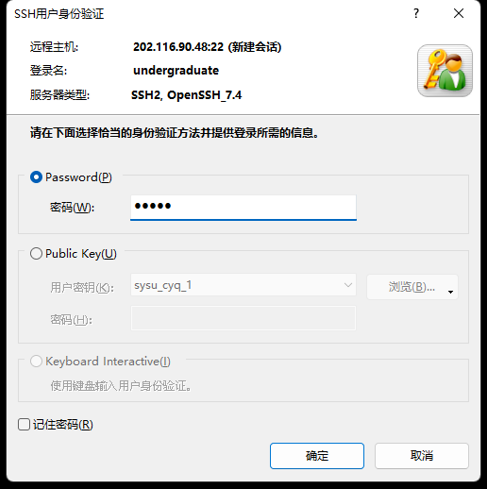 SSH用户身份验证
远程主机: 202.116.90.48:22 (新建会话)
登录名: undergraduate
服务器类型: SSH2, OpenSSH_7.4
请在下面选择恰当的身份验证方法并提供登录所需的信息。
Password(P)
密码(W): •••••
Public Key(U)
用户密钥(K): sysu_cyq_1 浏览(B)...
密码(H):
Keyboard Interactive(I)
使用键盘输入用户身份验证。
记住密码(R)
确定 取消